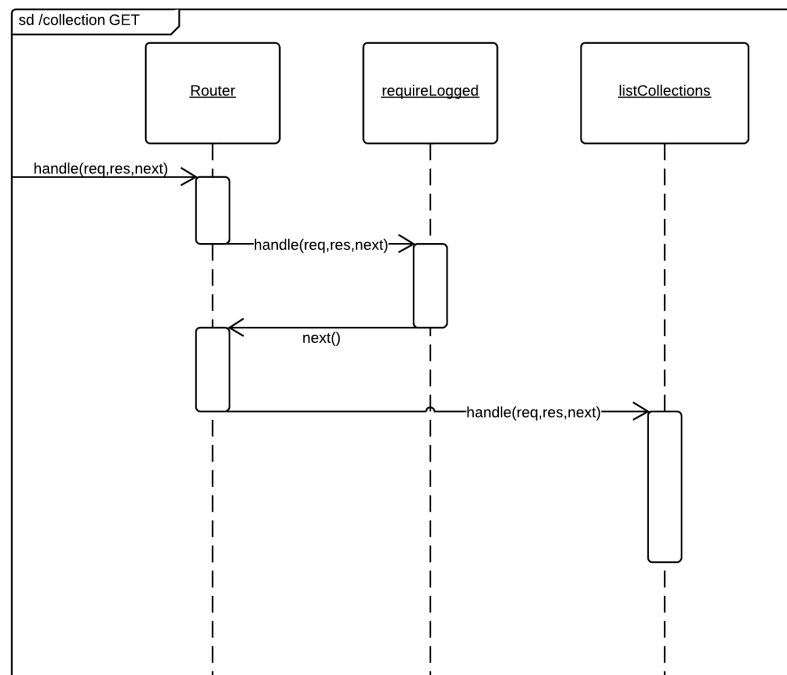 sd /collection GET
Router
requireLogged
listCollections
handle(req,res,next)
handle(req,res,next)
next()
handle(req,res,next)